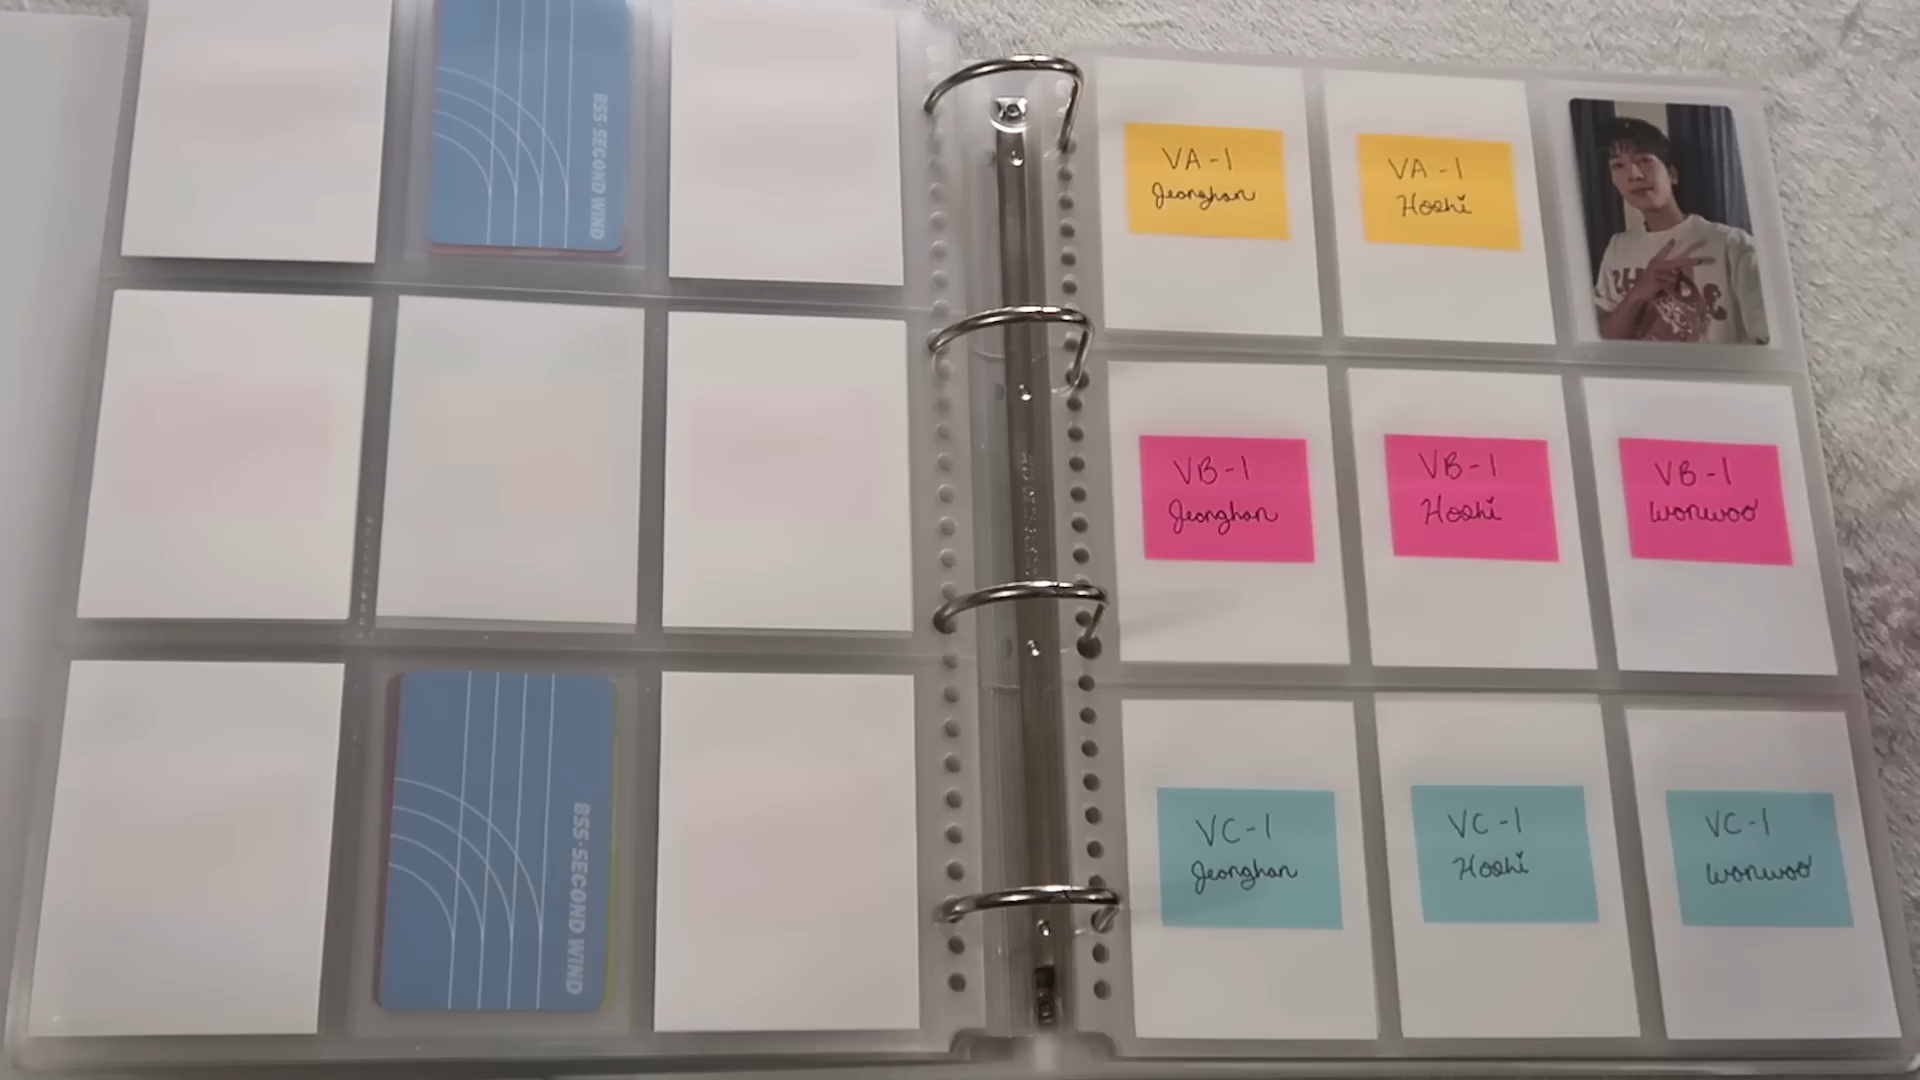 BSS·SECOND WIND
BSS·SECOND WIND
VA-1
Jeonghan
VA-1
Hoshi
VB-1
Jeonghan
VB-1
Hoshi
VB-1
Wonwoo
VC-1
Jeonghan
VC-1
Hoshi
VC-1
Wonwoo